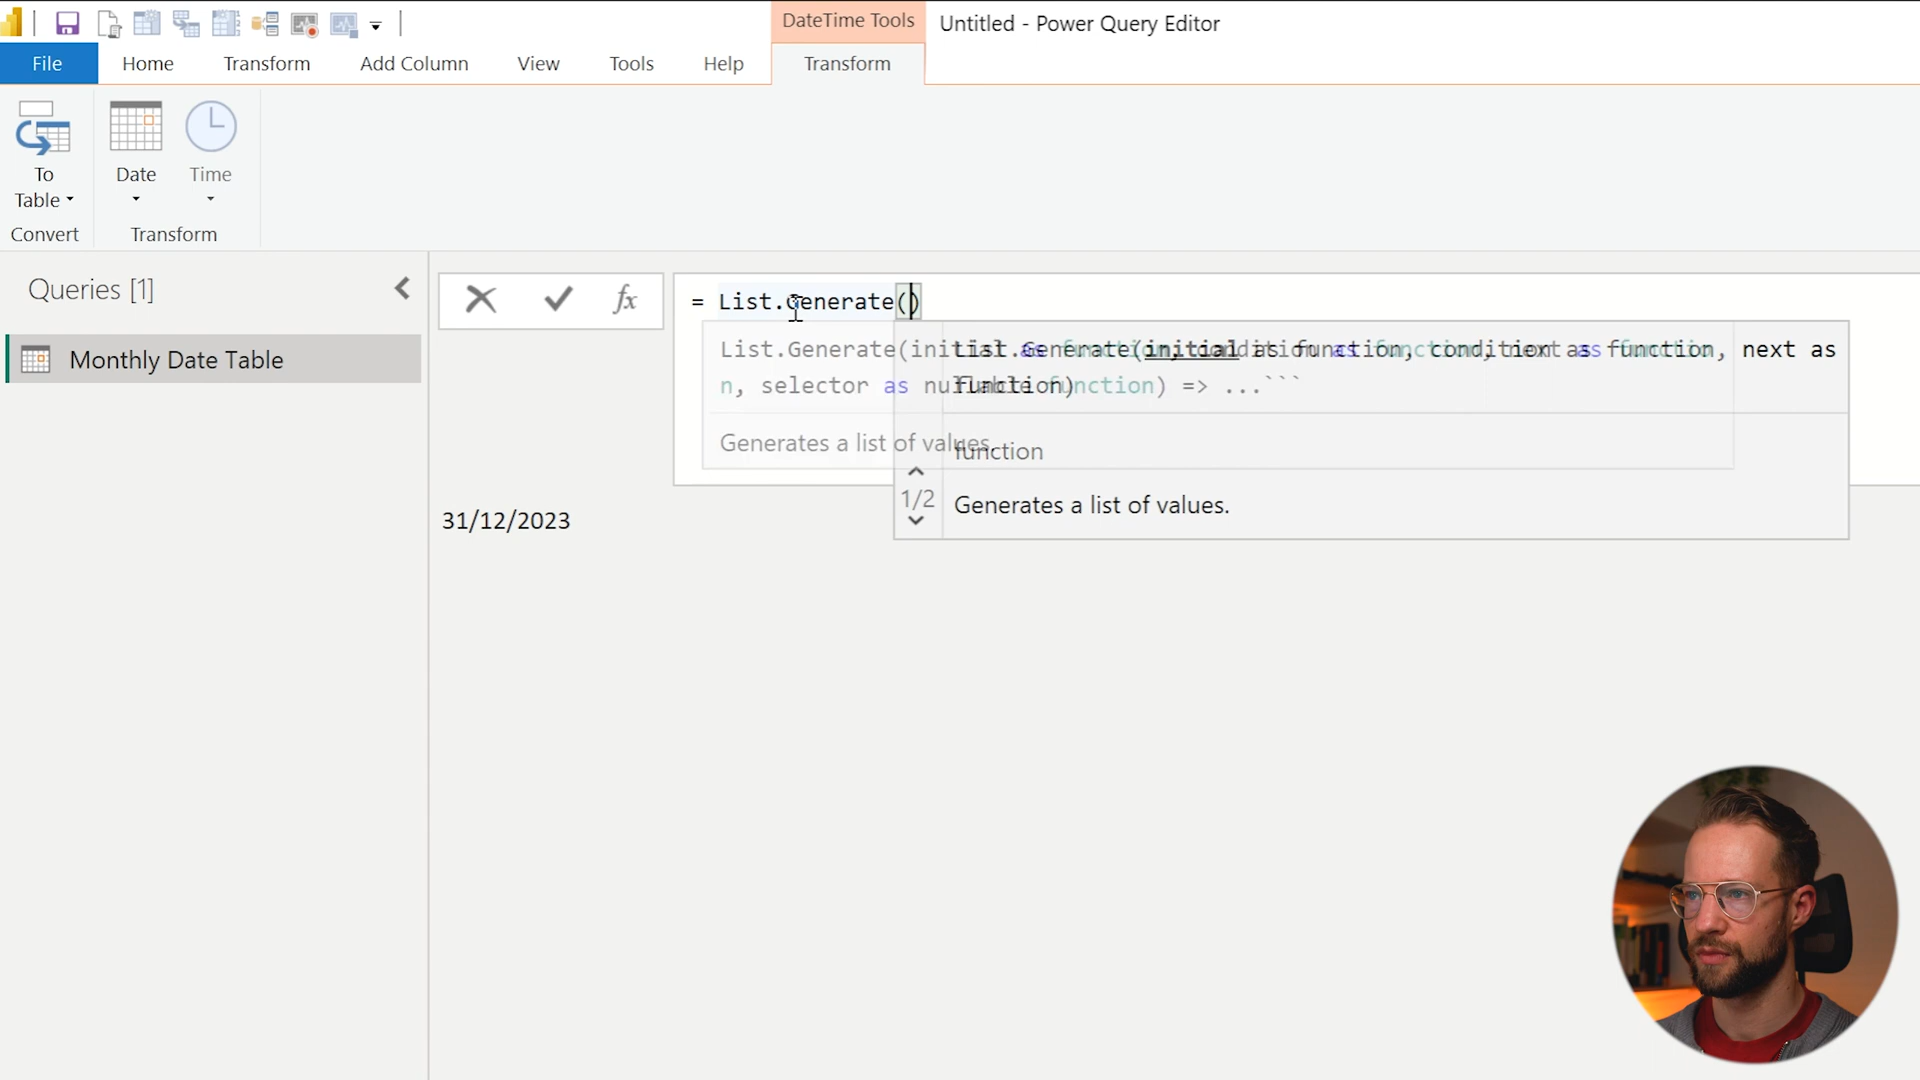 DateTime Tools
Untitled - Power Query Editor
File
Home
Transform
Add Column
View
Tools
Help
Transform
To
Table
Date
Time
Convert
Transform
Queries [1]
fx
= List.Generate()
Monthly Date Table
List.Generate(initial as function, condition as function, next as
function)
n, selector as nullable function) => ...```
Generates a list of values.
function
1/2
Generates a list of values.
31/12/2023